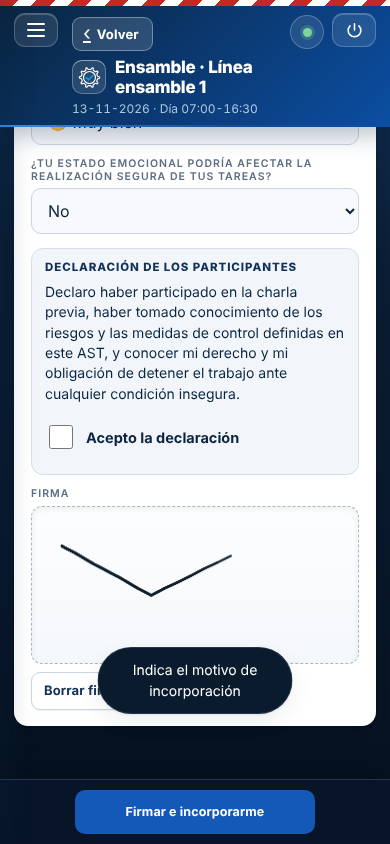 Volver
Ensamble · Línea
ensamble 1
13-11-2026 · Día 07:00-16:30
¿TU ESTADO EMOCIONAL PODRÍA AFECTAR LA
REALIZACIÓN SEGURA DE TUS TAREAS?
No
DECLARACIÓN DE LOS PARTICIPANTES
Declaro haber participado en la charla
previa, haber tomado conocimiento de los
riesgos y las medidas de control definidas en
este AST, y conocer mi derecho y mi
obligación de detener el trabajo ante
cualquier condición insegura.
Acepto la declaración
FIRMA
Indica el motivo de
incorporación
Borrar
Firmar e incorporarme